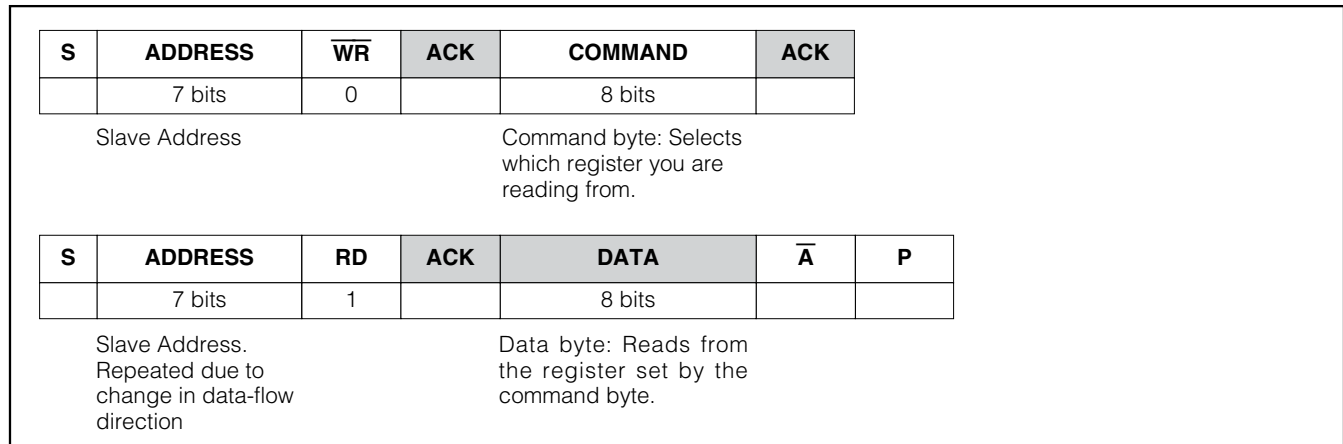 S ADDRESS W̅R̅ ACK COMMAND ACK
7 bits 0 8 bits
Slave Address
Command byte: Selects
which register you are
reading from.
S ADDRESS RD ACK DATA A̅ P
7 bits 1 8 bits
Slave Address.
Repeated due to
change in data-flow
direction
Data byte: Reads from
the register set by the
command byte.